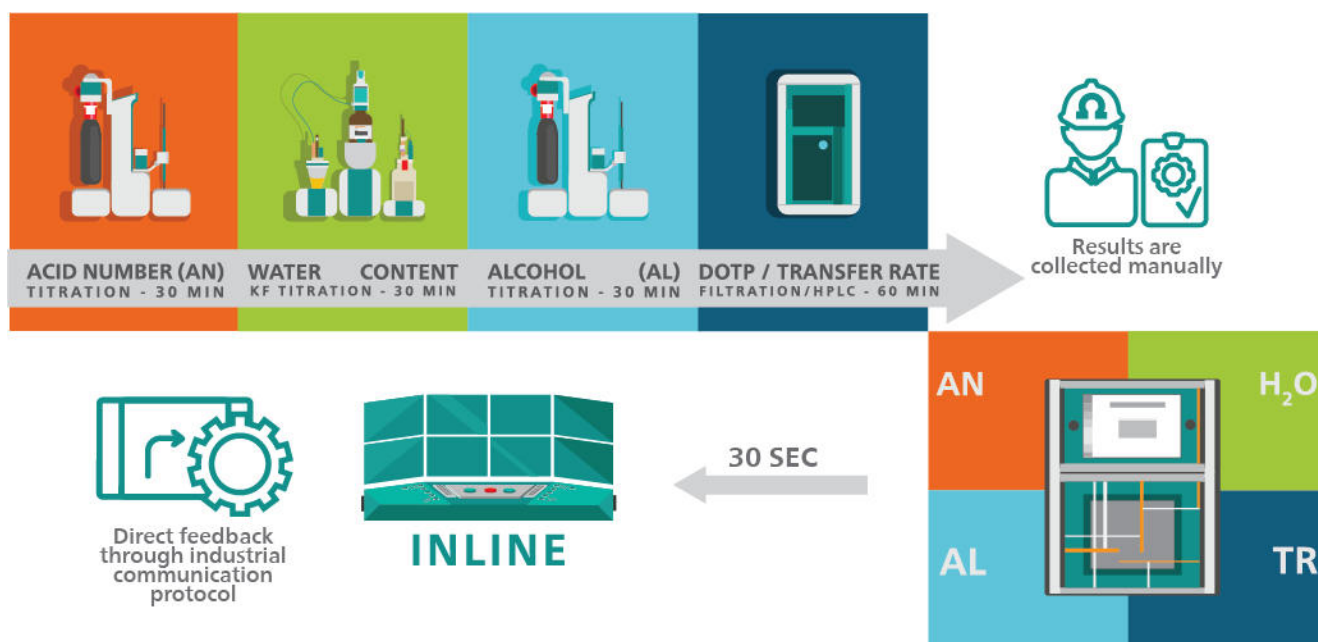 ACID NUMBER (AN)
TITRATION - 30 MIN
WATER CONTENT
KF TITRATION - 30 MIN
ALCOHOL (AL)
TITRATION - 30 MIN
DOTP / TRANSFER RATE
FILTRATION/HPLC - 60 MIN
Results are
collected manually
AN
H₂O
30 SEC
Direct feedback
through industrial
communication
protocol
INLINE
AL
TR